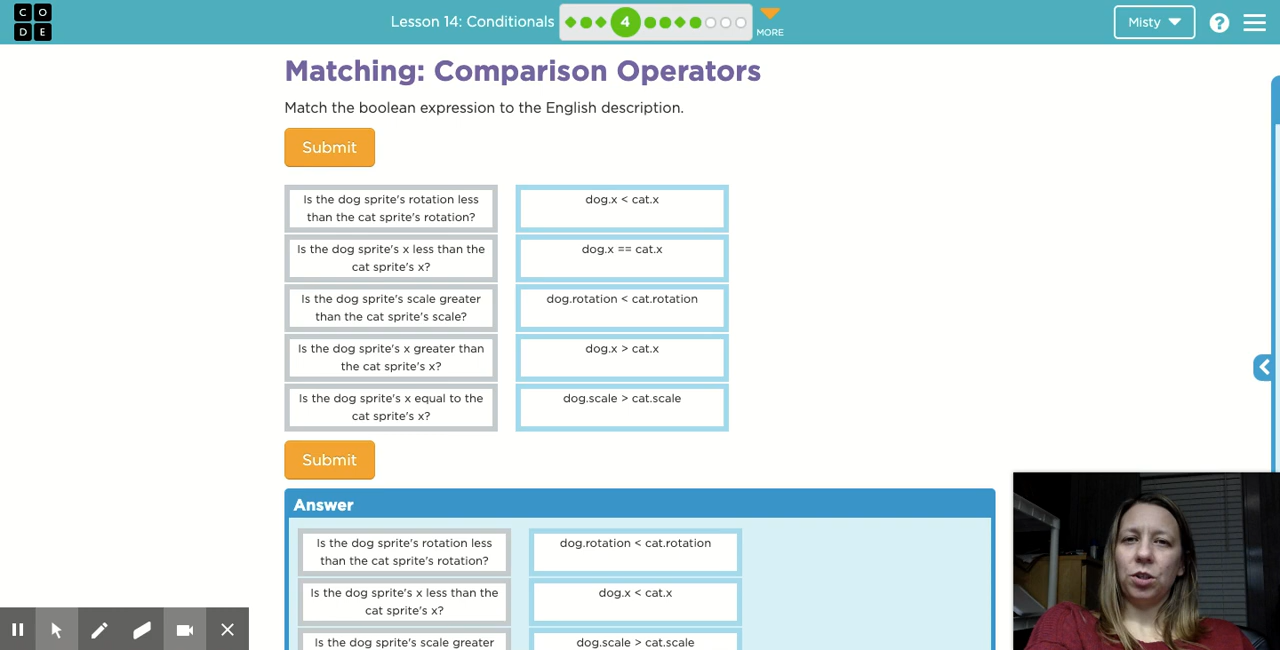 C O
D E
Lesson 14: Conditionals
4
MORE
Misty
?
Matching: Comparison Operators
Match the boolean expression to the English description.
Submit
Is the dog sprite's rotation less
than the cat sprite's rotation?
dog.x < cat.x
Is the dog sprite's x less than the
cat sprite's x?
dog.x == cat.x
Is the dog sprite's scale greater
than the cat sprite's scale?
dog.rotation < cat.rotation
Is the dog sprite's x greater than
the cat sprite's x?
dog.x > cat.x
Is the dog sprite's x equal to the
cat sprite's x?
dog.scale > cat.scale
Submit
Answer
Is the dog sprite's rotation less
than the cat sprite's rotation?
dog.rotation < cat.rotation
Is the dog sprite's x less than the
cat sprite's x?
dog.x < cat.x
Is the dog sprite's scale greater
dog.scale > cat.scale